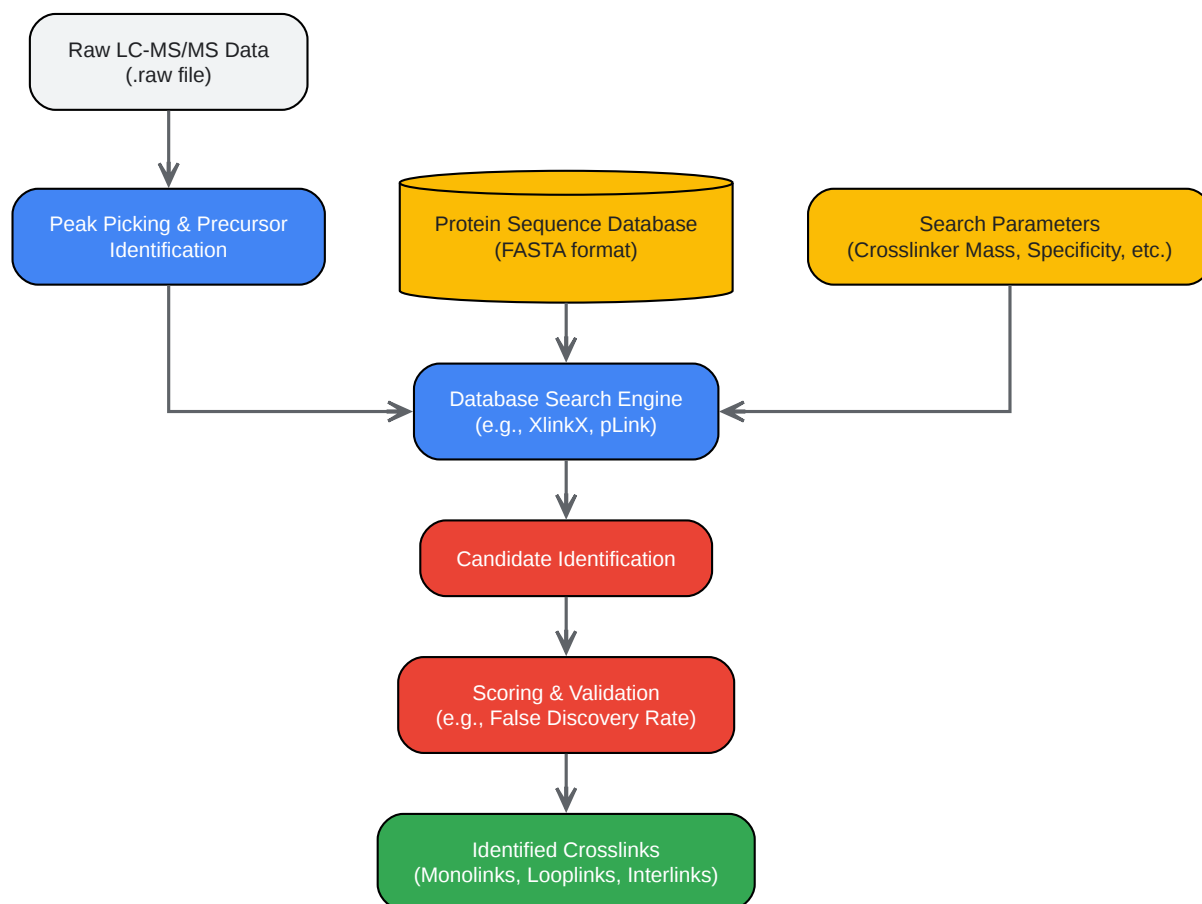 Raw LC-MS/MS Data
(.raw file)
Peak Picking & Precursor
Identification
Protein Sequence Database
(FASTA format)
Search Parameters
(Crosslinker Mass, Specificity, etc.)
Database Search Engine
(e.g., XlinkX, pLink)
Candidate Identification
Scoring & Validation
(e.g., False Discovery Rate)
Identified Crosslinks
(Monolinks, Looplinks, Interlinks)